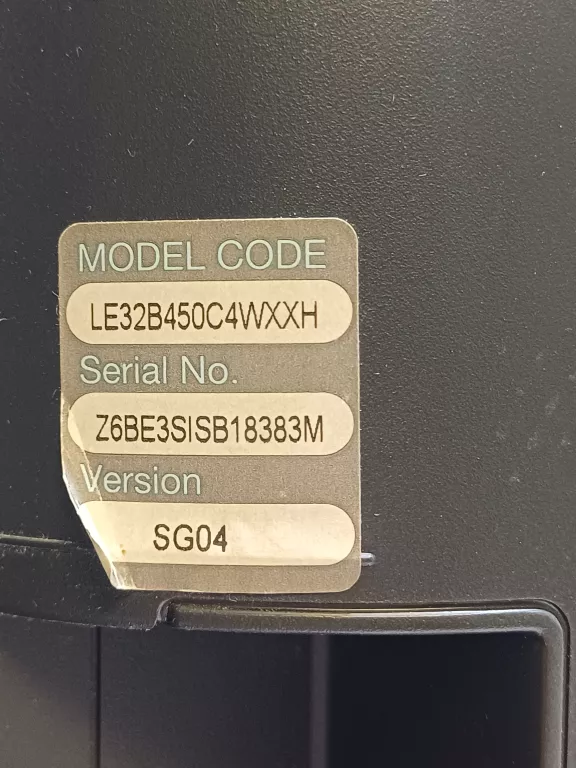 MODEL CODE
LE32B450C4WXXH
Serial No.
Z6BE3SISB18383M
Version
SG04